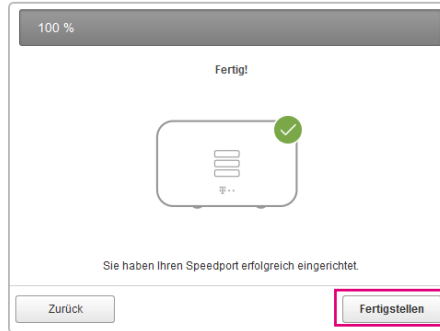 100 %
Fertig!
T··
Sie haben Ihren Speedport erfolgreich eingerichtet.
Zurück
Fertigstellen